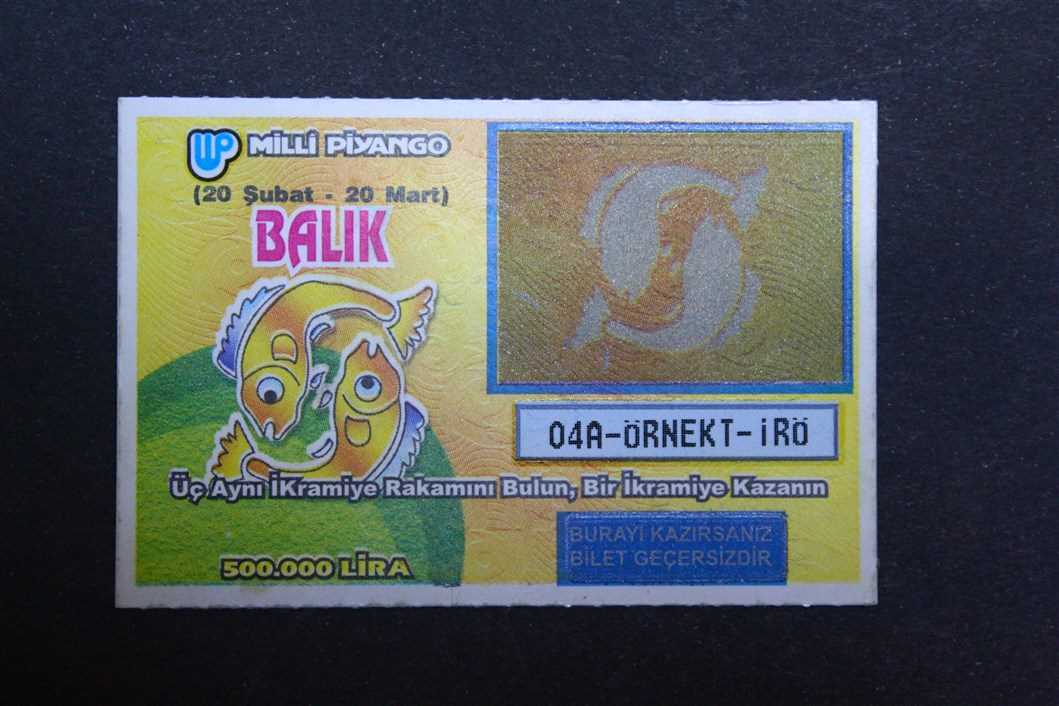 MİLLİ PİYANGO
(20 Şubat - 20 Mart)
BALIK
04A-ÖRNEKT-İRÖ
Üç Aynı İKramiye Rakamını Bulun, Bir İkramiye Kazanın
BURAYI KAZIRSANIZ
BİLET GEÇERSİZDİR
500.000 LİRA